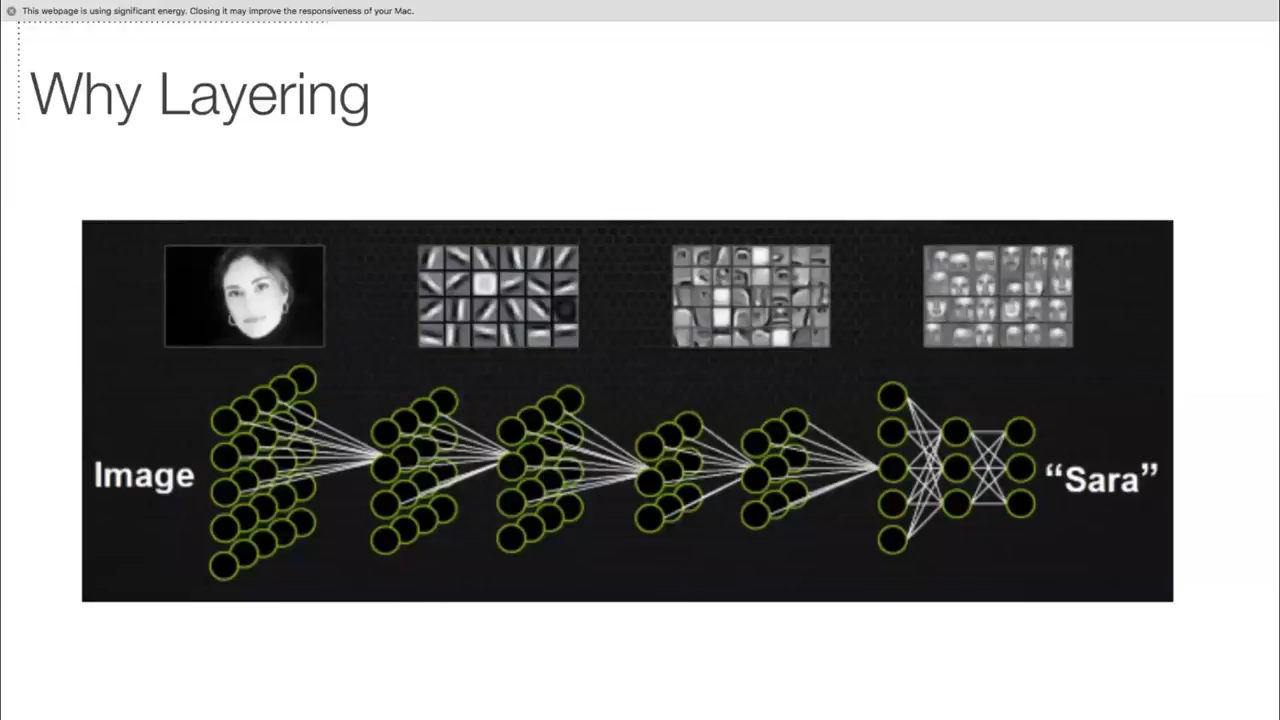 This webpage is using significant energy. Closing it may improve the responsiveness of your Mac.
Why Layering
Image
“Sara”